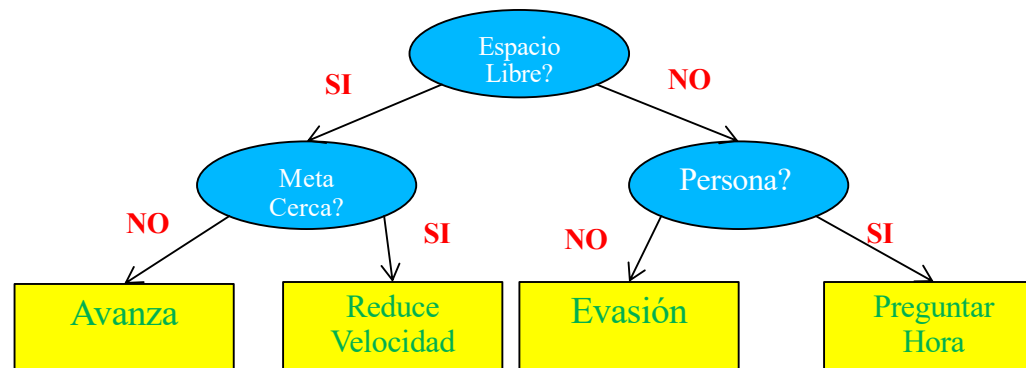 Espacio
Libre?
SI
NO
Meta
Cerca?
Persona?
NO
SI
NO
SI
Avanza
Reduce
Velocidad
Evasión
Preguntar
Hora